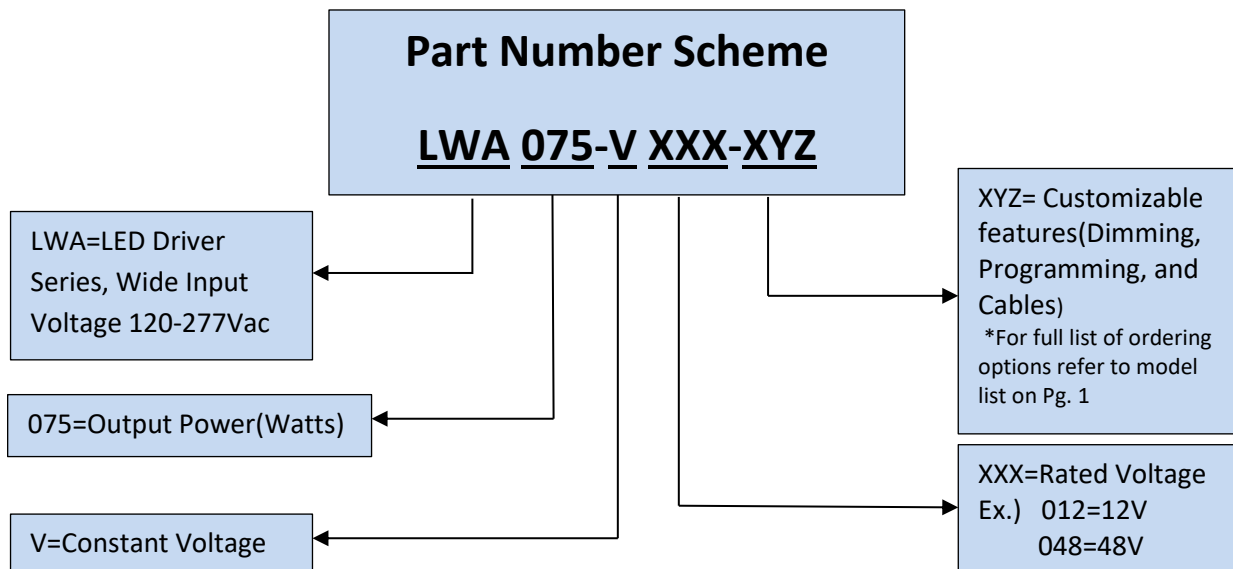 Part Number Scheme
LWA 075-V XXX-XYZ
LWA=LED Driver
Series, Wide Input
Voltage 120-277Vac
075=Output Power(Watts)
V=Constant Voltage
XYZ= Customizable
features(Dimming,
Programming, and
Cables)
*For full list of ordering
options refer to model
list on Pg. 1
XXX=Rated Voltage
Ex.) 012=12V
048=48V